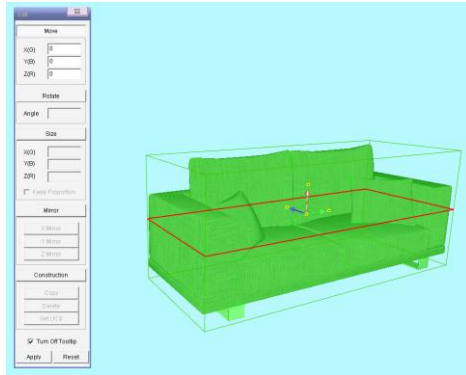 Edit
Move
X(G) 0
Y(B) 0
Z(R) 0
Rotate
Angle
Size
X(G)
Y(B)
Z(R)
Keep Proportion
Mirror
X Mirror
Y Mirror
Z Mirror
Construction
Copy
Delete
Set UCS
Turn Off Tooltip
Apply Reset